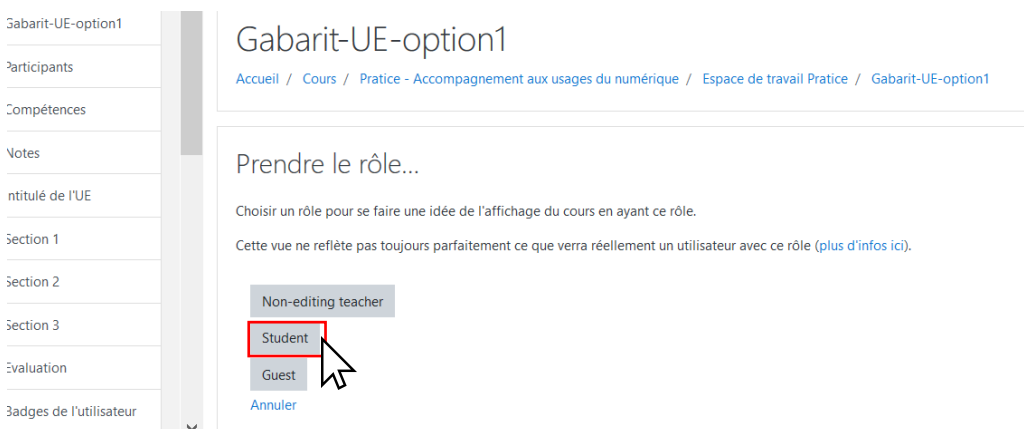 Gabarit-UE-option1
Participants
Compétences
Notes
ntitulé de l'UE
Section 1
Section 2
Section 3
Evaluation
Badges de l'utilisateur
Gabarit-UE-option1
Accueil / Cours / Pratice - Accompagnement aux usages du numérique / Espace de travail Pratice / Gabarit-UE-option1
Prendre le rôle...
Choisir un rôle pour se faire une idée de l'affichage du cours en ayant ce rôle.
Cette vue ne reflète pas toujours parfaitement ce que verra réellement un utilisateur avec ce rôle (plus d'infos ici).
Non-editing teacher
Student
Guest
Annuler